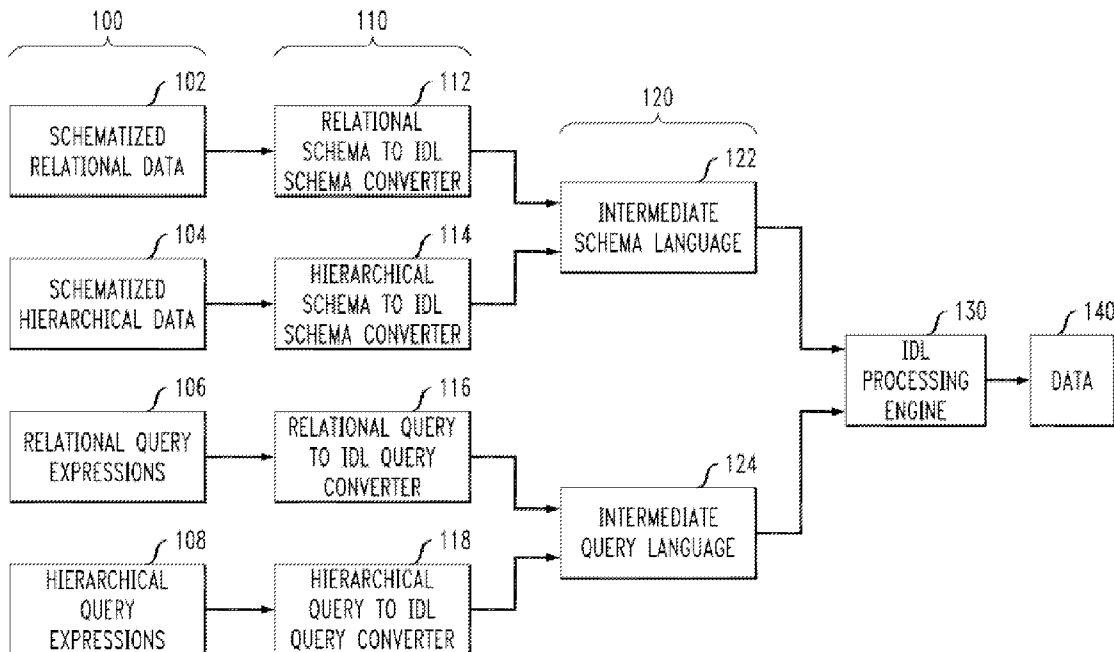 100
110
102
SCHEMATIZED
RELATIONAL DATA
112
RELATIONAL
SCHEMA TO IDL
SCHEMA CONVERTER
120
122
INTERMEDIATE
SCHEMA LANGUAGE
104
SCHEMATIZED
HIERARCHICAL DATA
114
HIERARCHICAL
SCHEMA TO IDL
SCHEMA CONVERTER
130
IDL
PROCESSING
ENGINE
140
DATA
106
RELATIONAL QUERY
EXPRESSIONS
116
RELATIONAL QUERY
TO IDL QUERY
CONVERTER
124
INTERMEDIATE
QUERY LANGUAGE
108
HIERARCHICAL
QUERY
EXPRESSIONS
118
HIERARCHICAL
QUERY TO IDL
QUERY CONVERTER